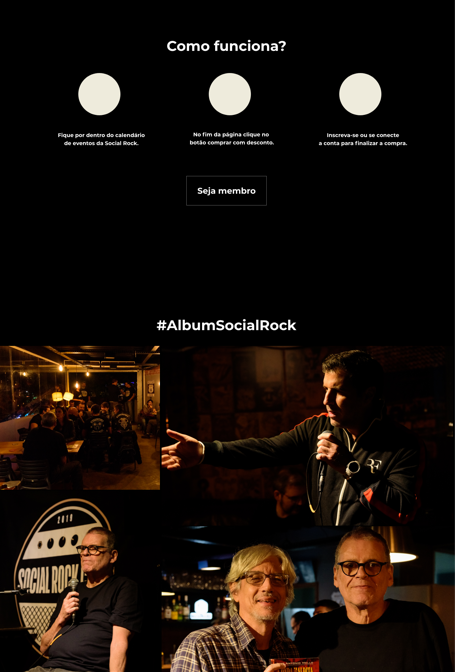 Como funciona?
Fique por dentro do calendário
de eventos da Social Rock.
No fim da página clique no
botão comprar com desconto.
Inscreva-se ou se conecte
a conta para finalizar a compra.
Seja membro
#AlbumSocialRock
2019
SOCIAL ROCK